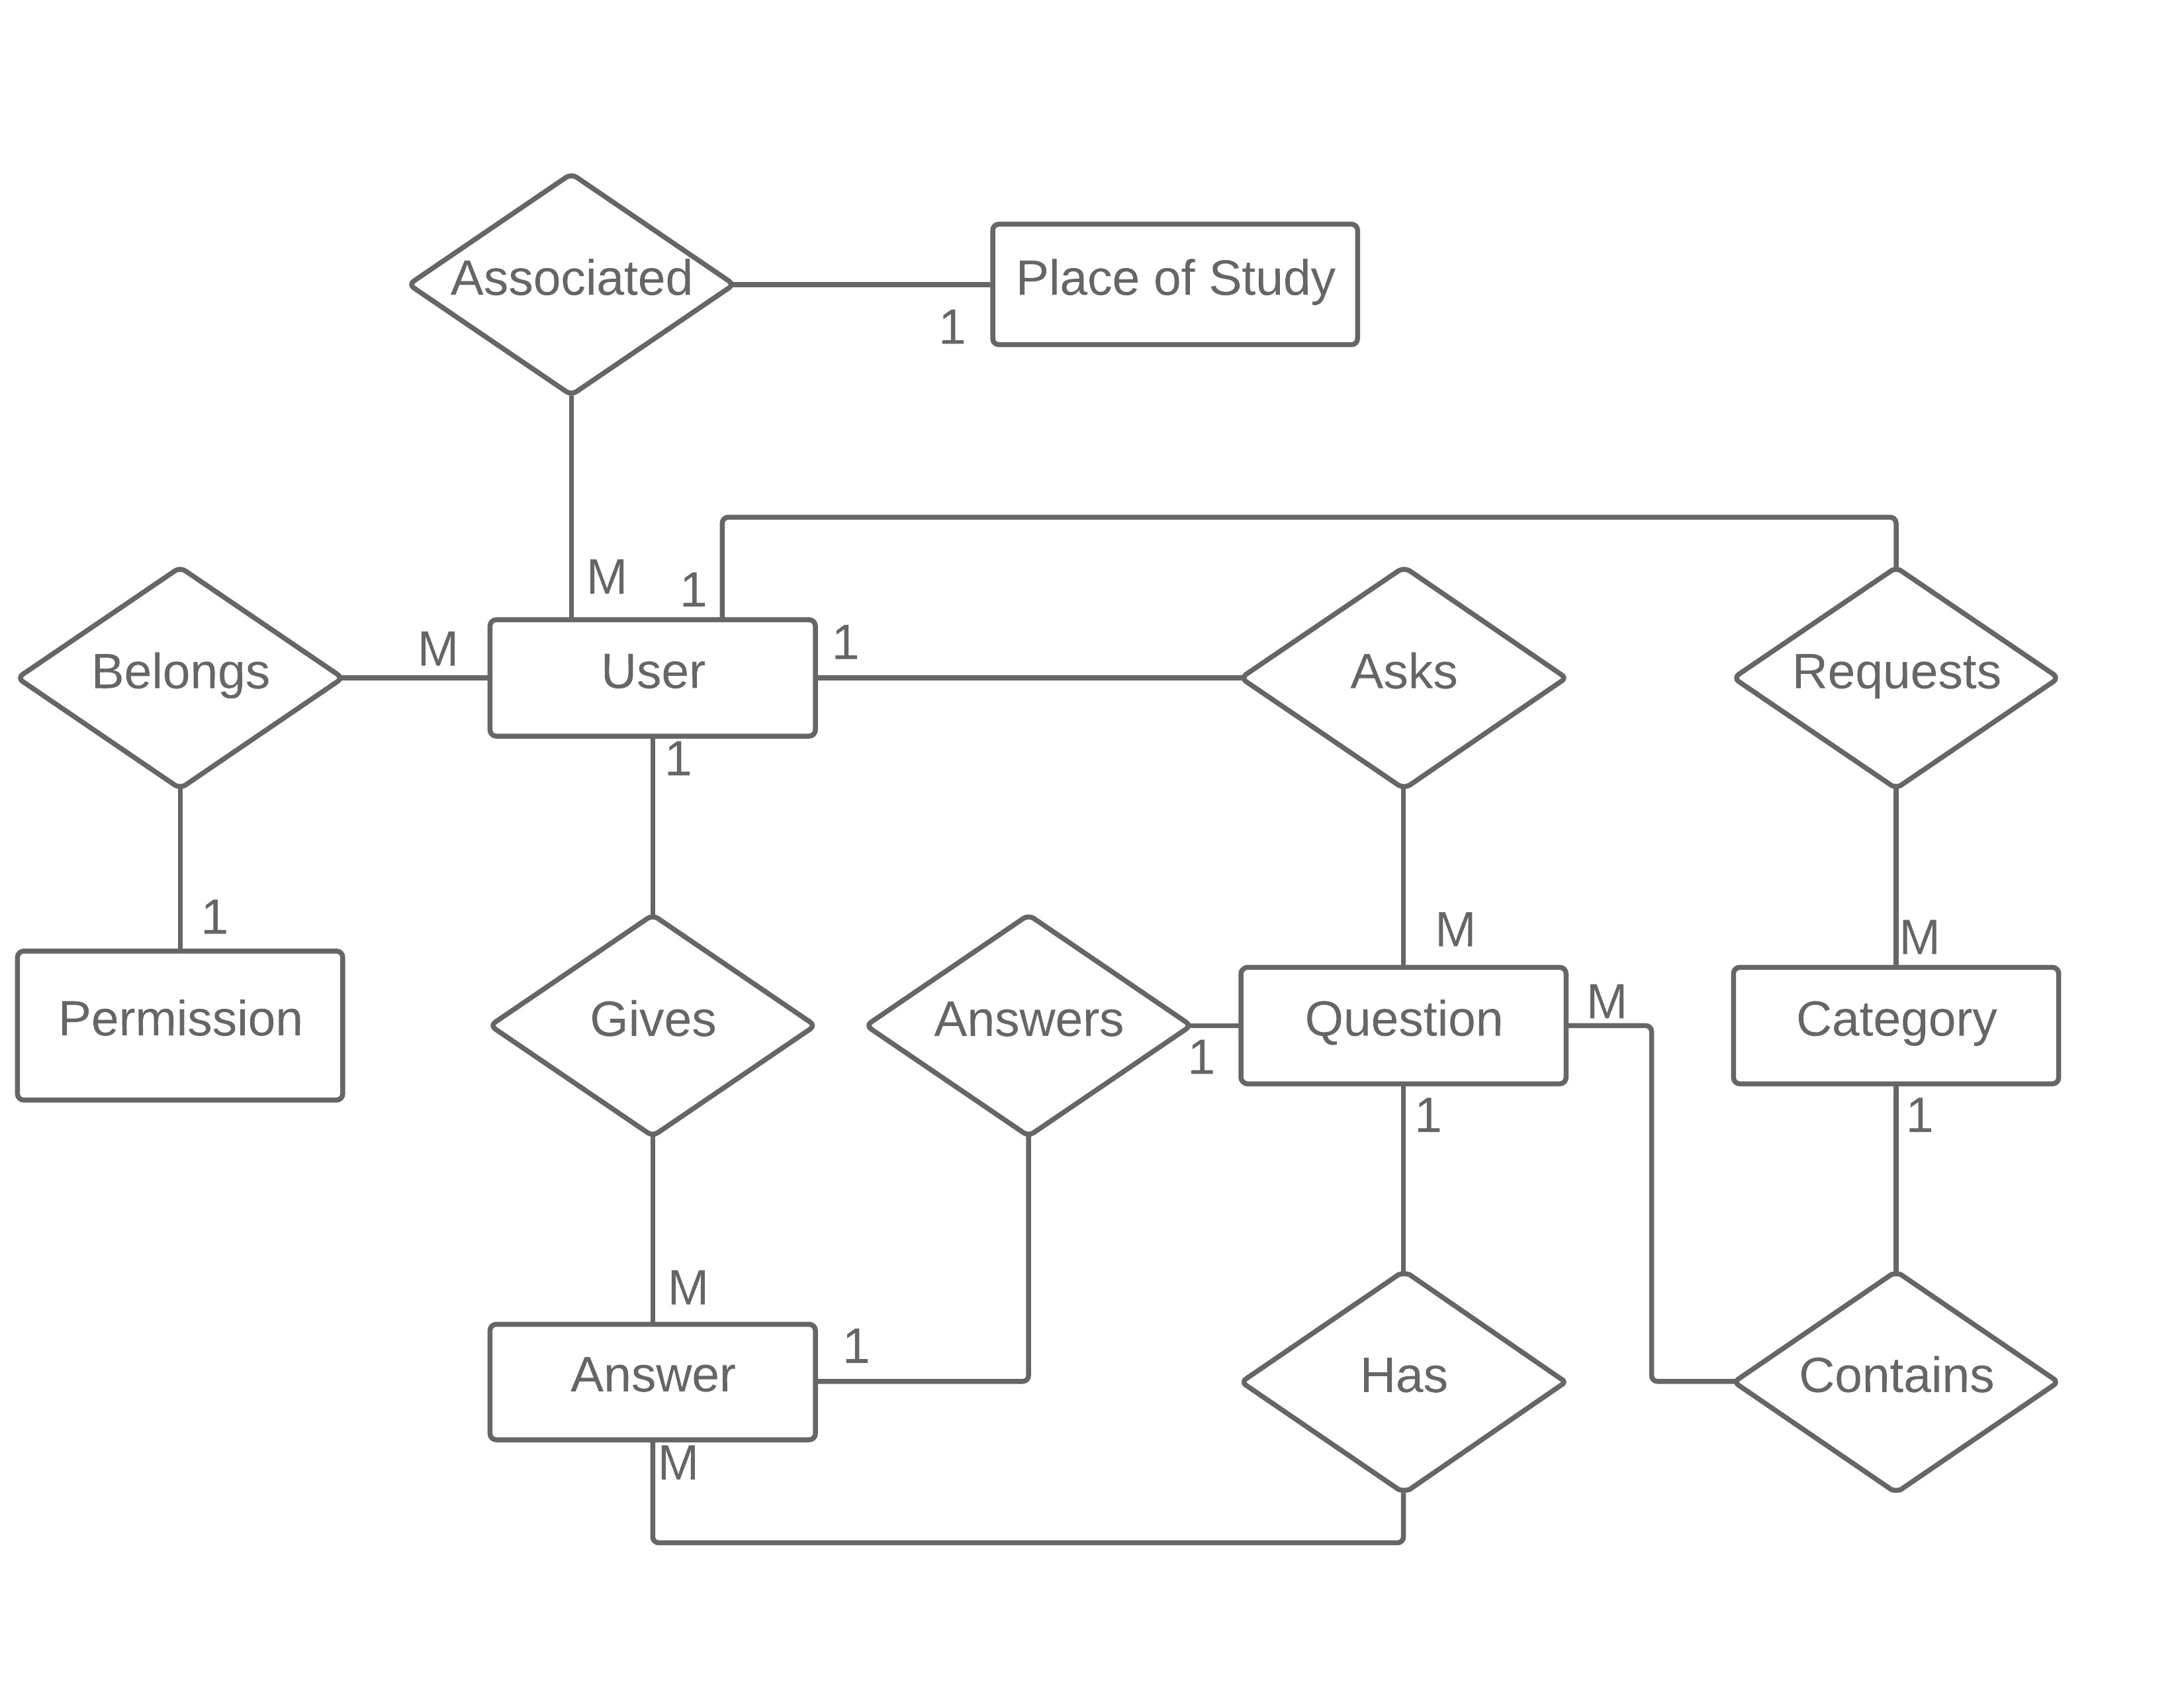 Associated
Place of Study
1
M
1
Belongs
M
User
1
Asks
Requests
1
1
M
M
Permission
Gives
Answers
1
Question
M
Category
1
1
M
Answer
1
Has
Contains
M